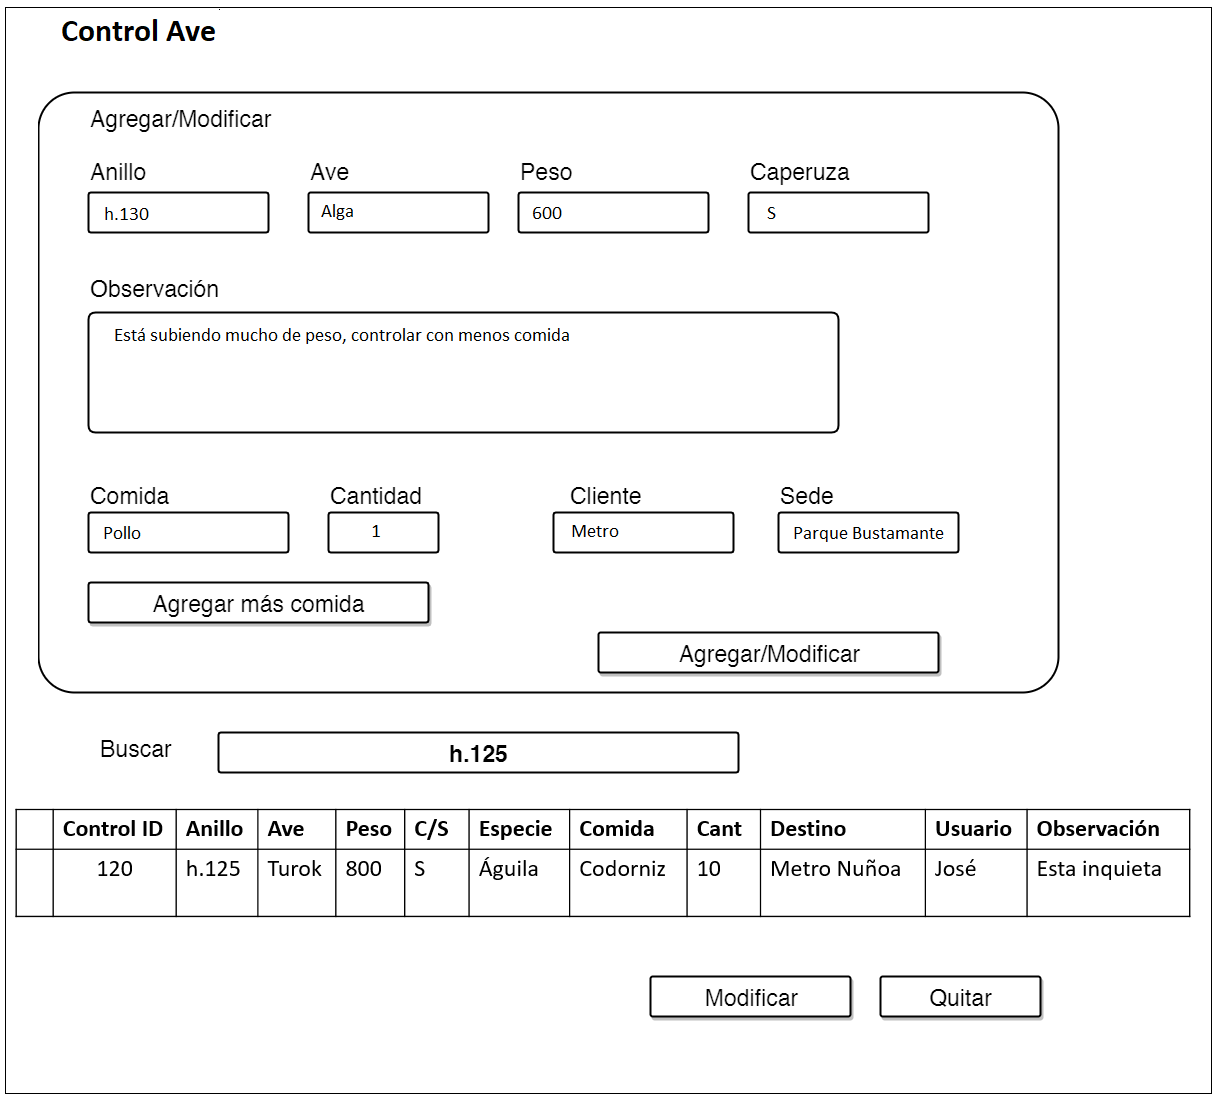 Control Ave
Agregar/Modificar
Anillo Ave Peso Caperuza
h.130 Alga 600 S
Observación
Está subiendo mucho de peso, controlar con menos comida
Comida Cantidad Cliente Sede
Pollo 1 Metro Parque Bustamante
Agregar más comida
Agregar/Modificar
Buscar h.125
Control ID Anillo Ave Peso C/S Especie Comida Cant Destino Usuario Observación
120 h.125 Turok 800 S Águila Codorniz 10 Metro Nuñoa José Esta inquieta
Modificar Quitar